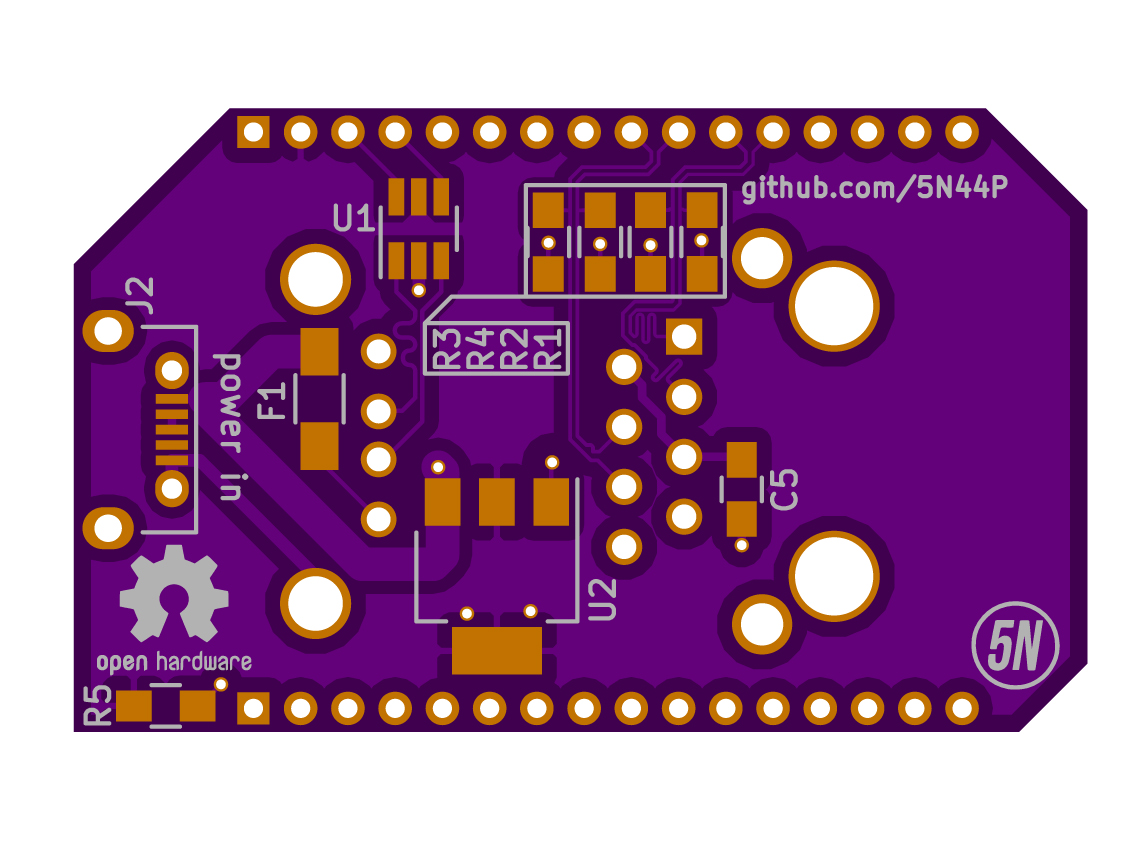 github.com/5N44P
U1
J2
R3
R4
R2
R1
power in
F1
C5
U2
open hardware
5N
R5